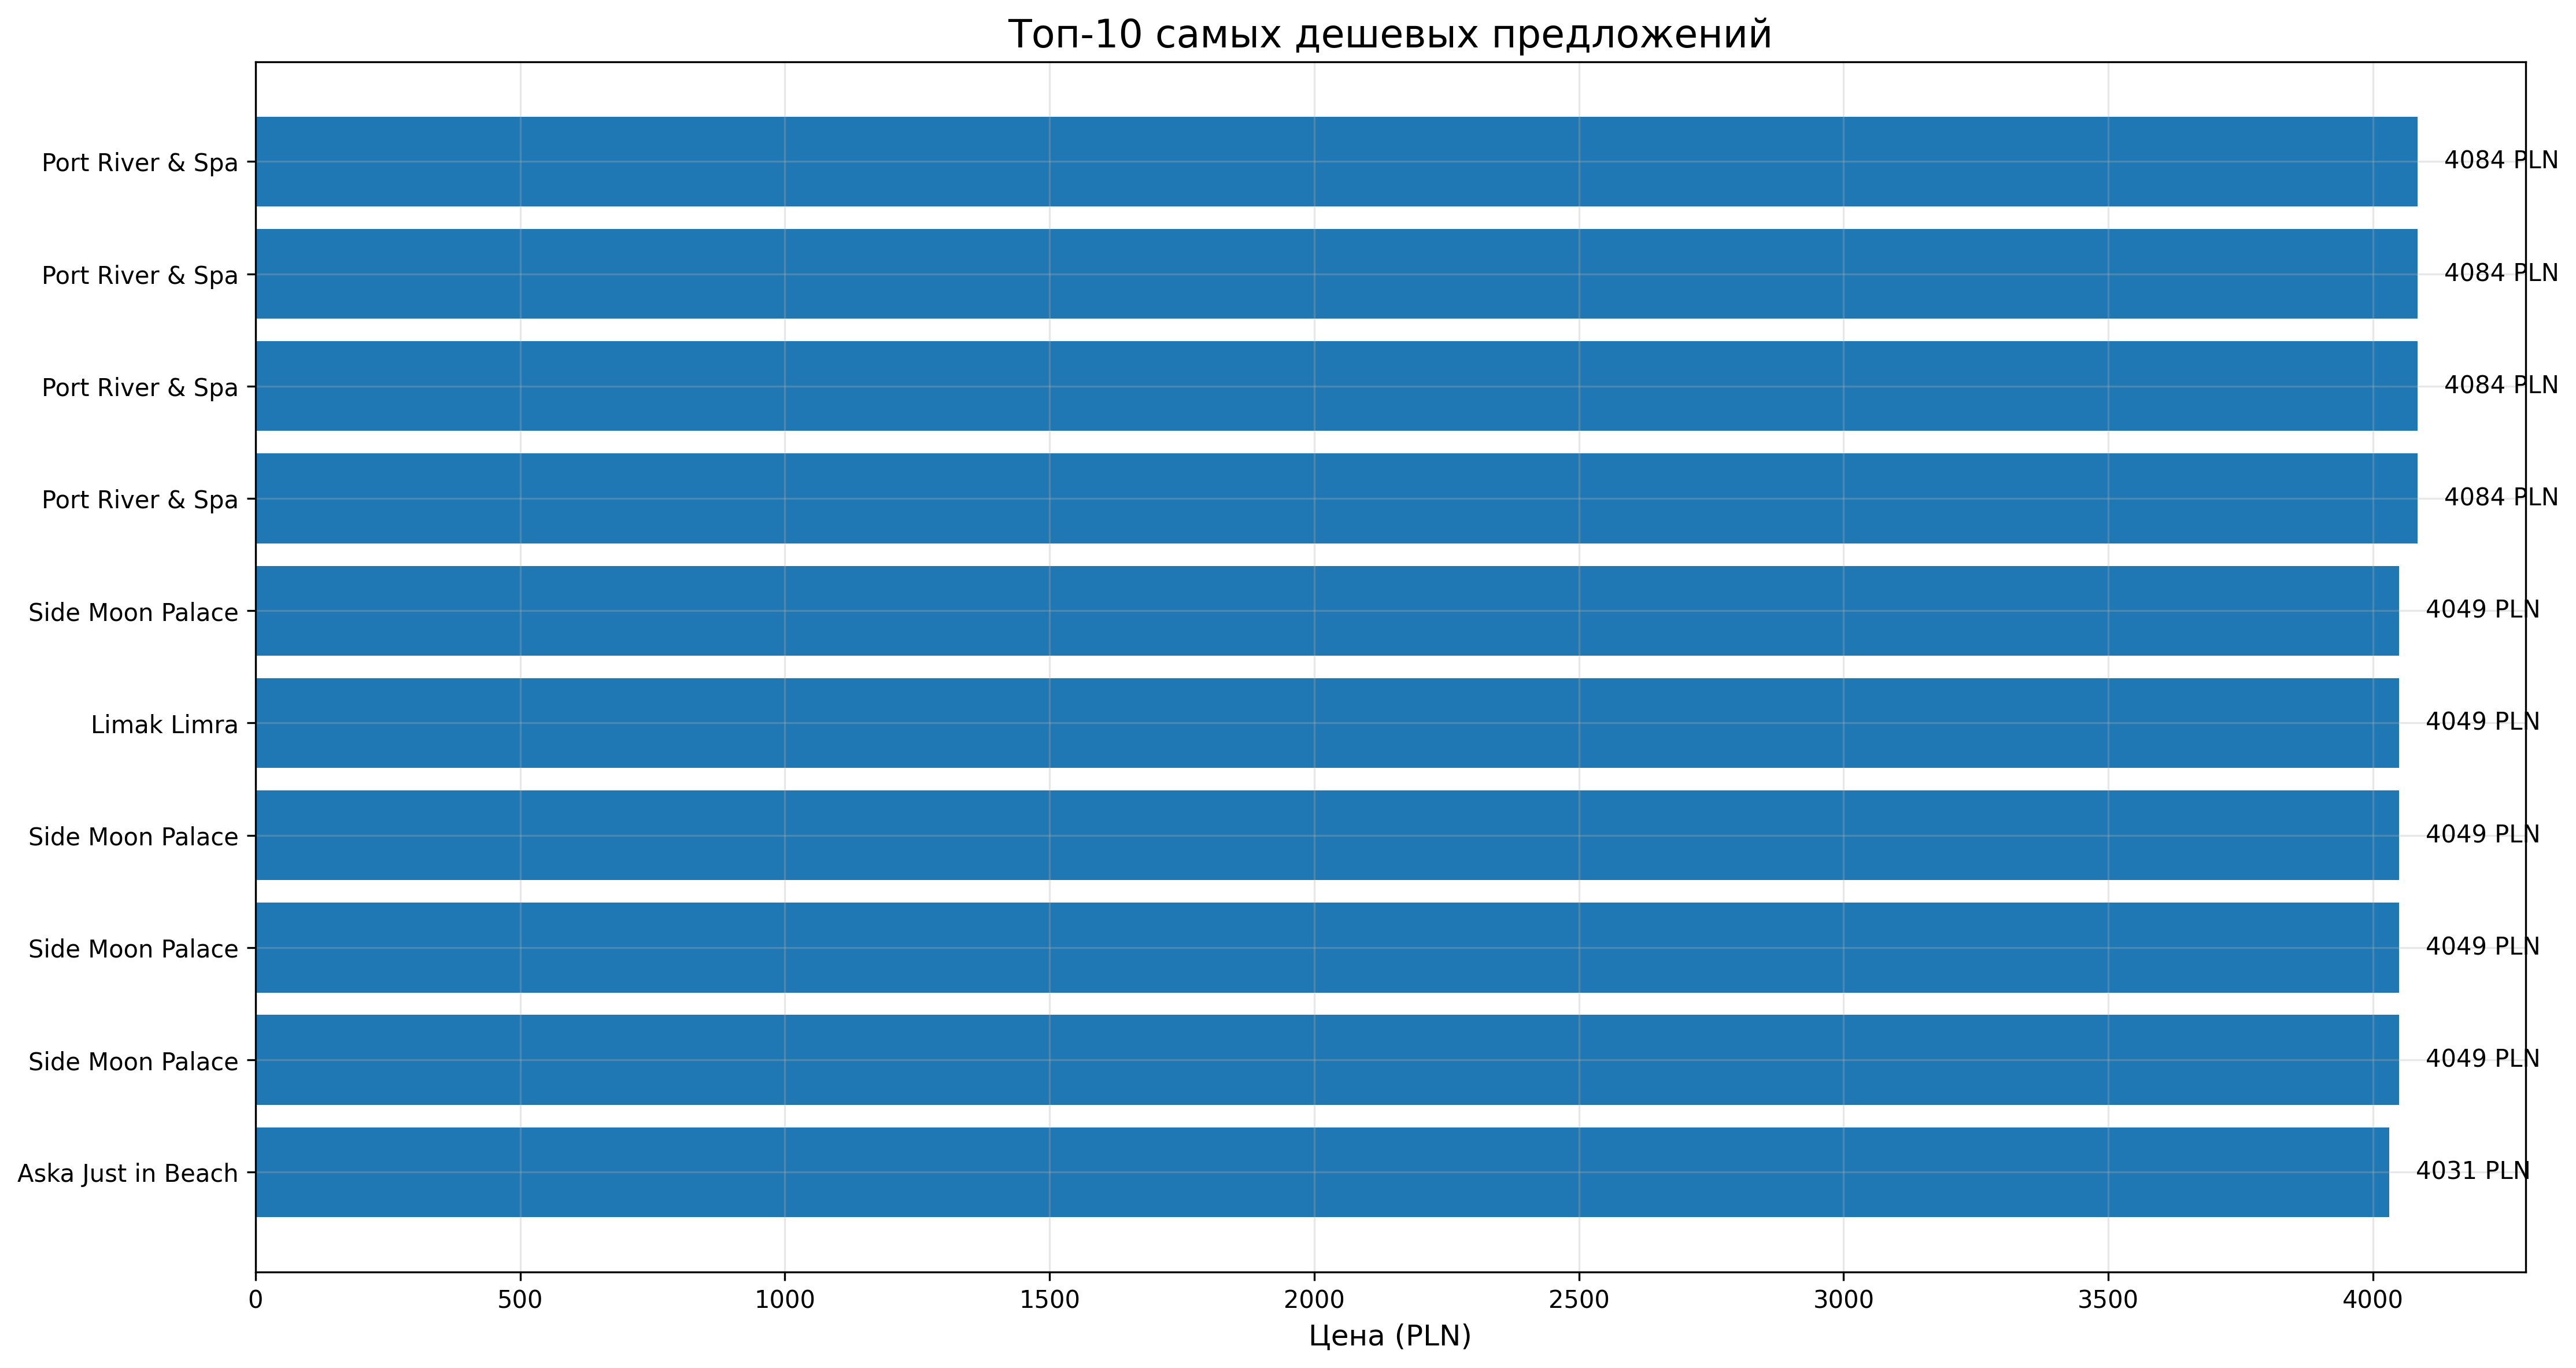 Топ-10 самых дешевых предложений
Port River & Spa
4084 PLN
Port River & Spa
4084 PLN
Port River & Spa
4084 PLN
Port River & Spa
4084 PLN
Side Moon Palace
4049 PLN
Limak Limra
4049 PLN
Side Moon Palace
4049 PLN
Side Moon Palace
4049 PLN
Side Moon Palace
4049 PLN
Aska Just in Beach
4031 PLN
0 500 1000 1500 2000 2500 3000 3500 4000
Цена (PLN)